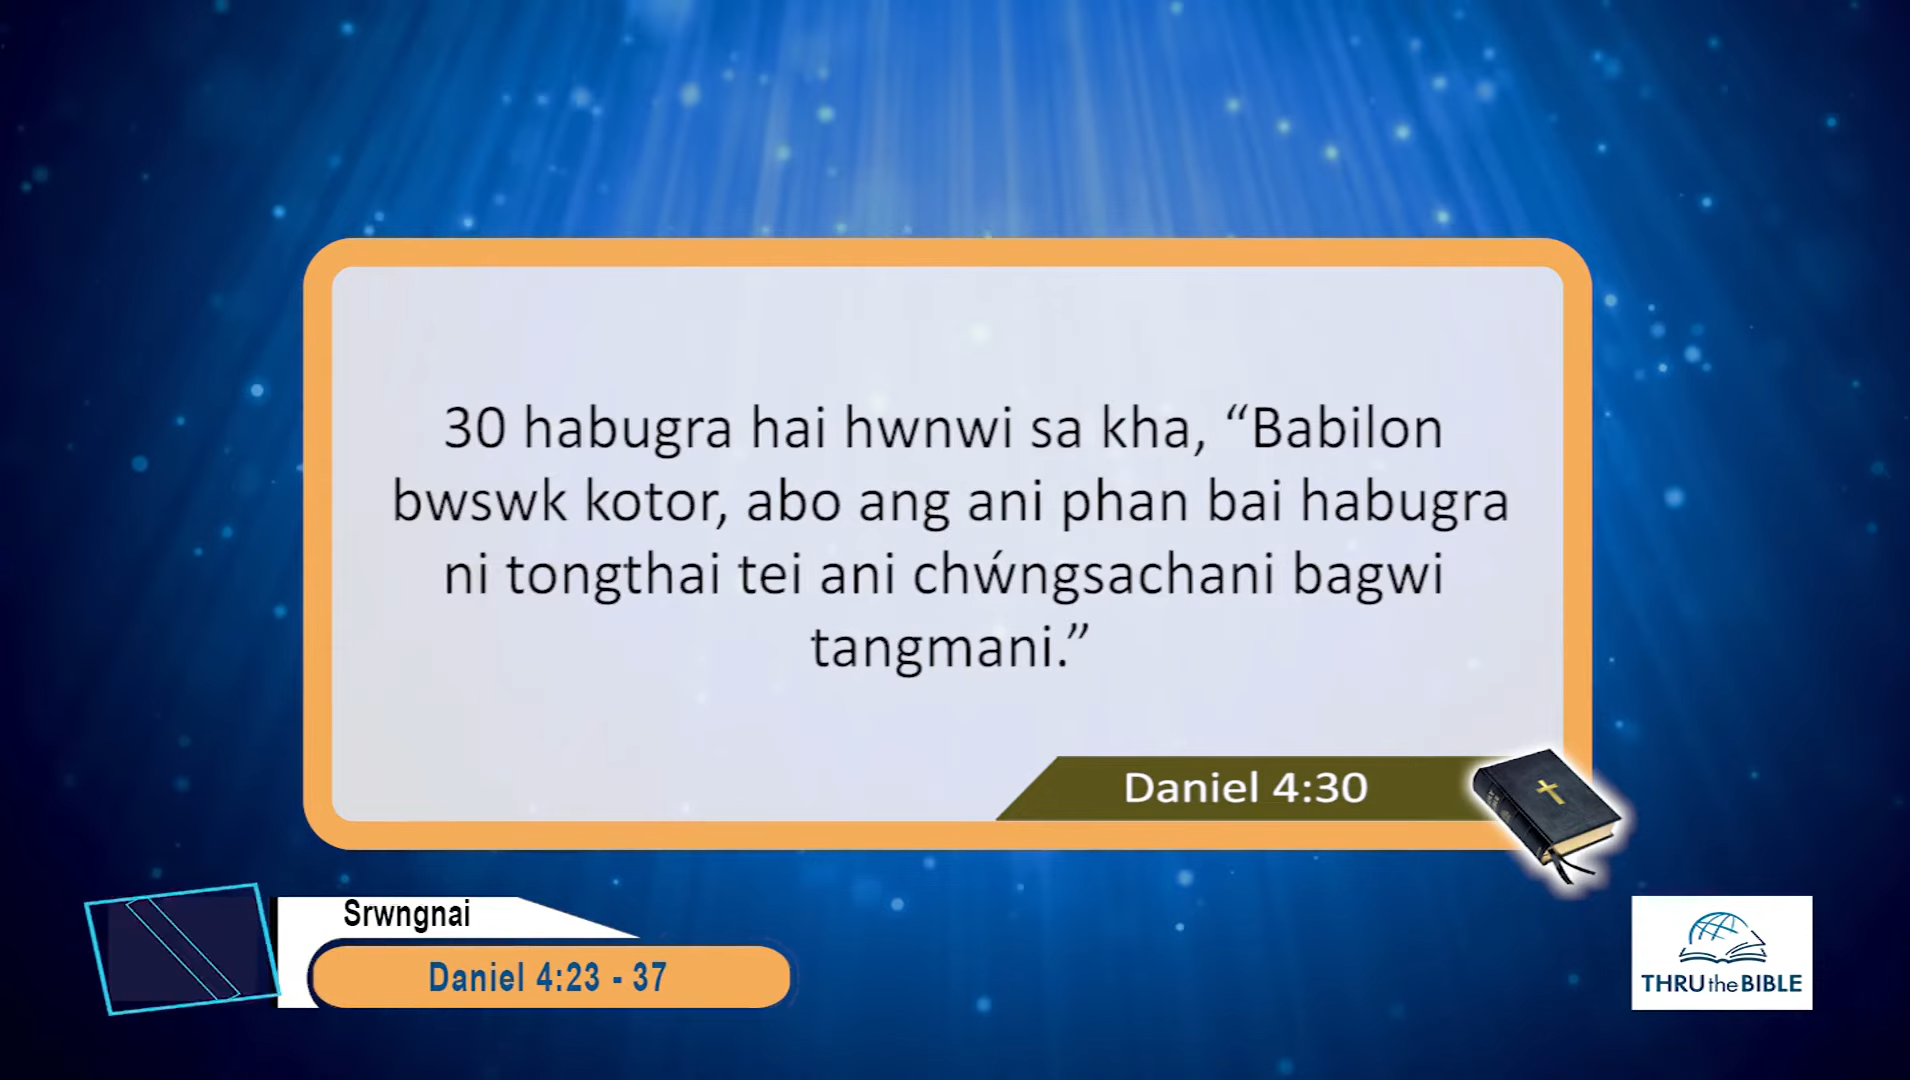 30 habugra hai hwnwi sa kha, “Babilon
bwswk kotor, abo ang ani phan bai habugra
ni tongthai tei ani chẃngsachani bagwi
tangmani.”
Daniel 4:30
Srwngnai
Daniel 4:23 - 37
THRU the BIBLE